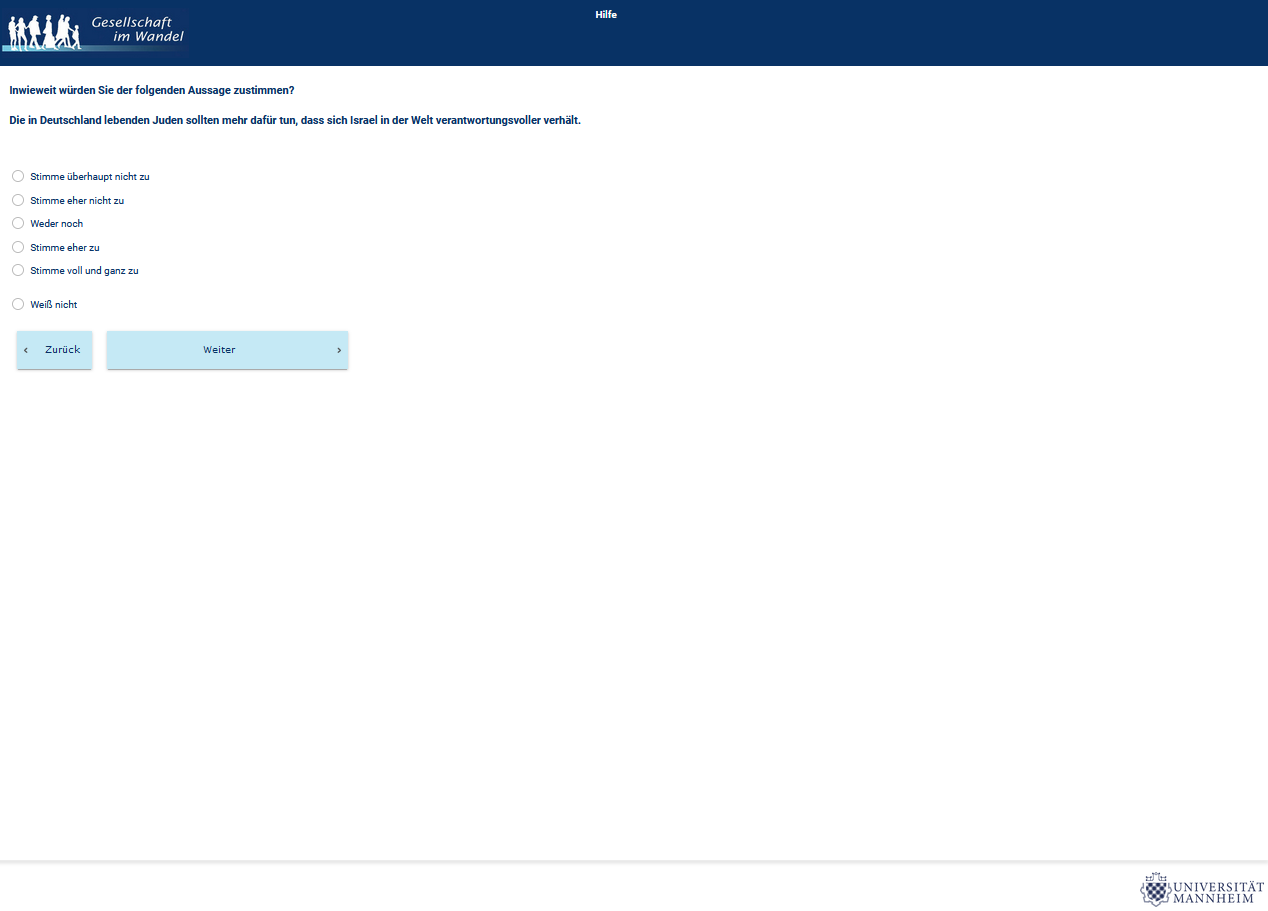 Gesellschaft
im Wandel
Hilfe
Inwieweit würden Sie der folgenden Aussage zustimmen?
Die in Deutschland lebenden Juden sollten mehr dafür tun, dass sich Israel in der Welt verantwortungsvoller verhält.
Stimme überhaupt nicht zu
Stimme eher nicht zu
Weder noch
Stimme eher zu
Stimme voll und ganz zu
Weiß nicht
‹ Zurück
Weiter ›
UNIVERSITÄT
MANNHEIM